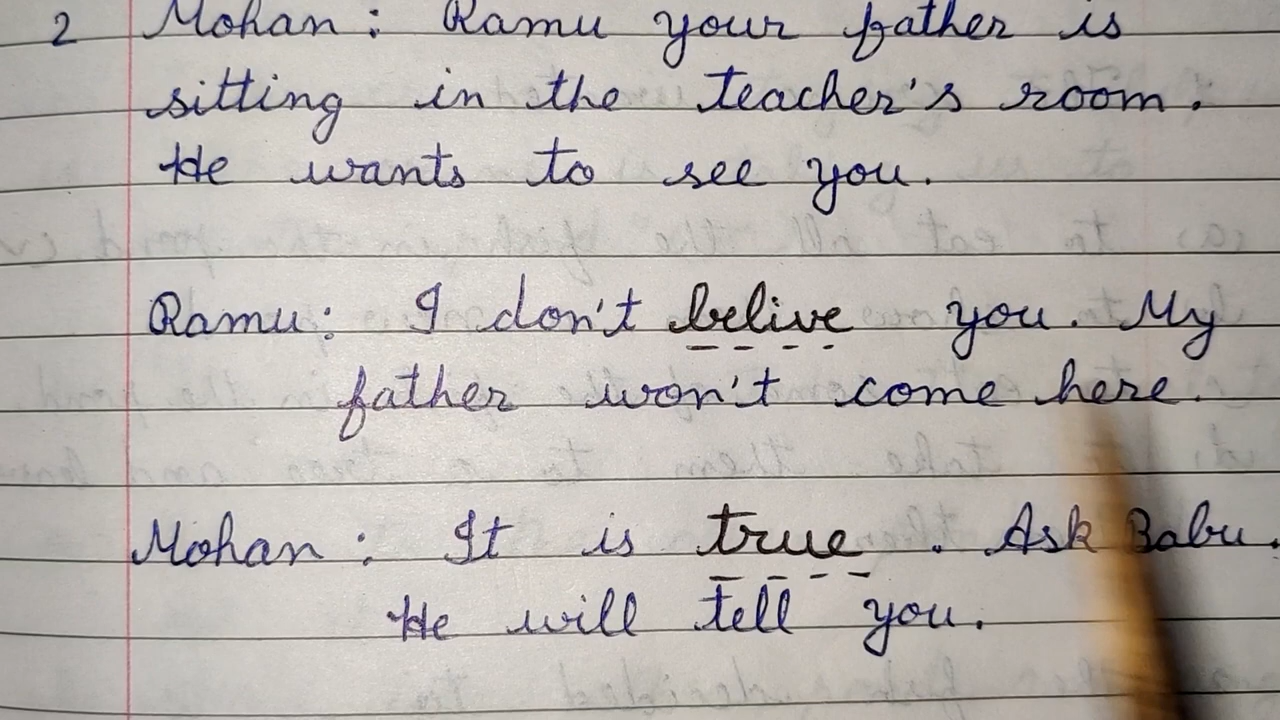 2 Mohan: Ramu your father is
sitting in the teacher's room.
He wants to see you.
Ramu: I don't belive you. My
father won't come here.
Mohan: It is true. Ask Babu.
He will tell you.